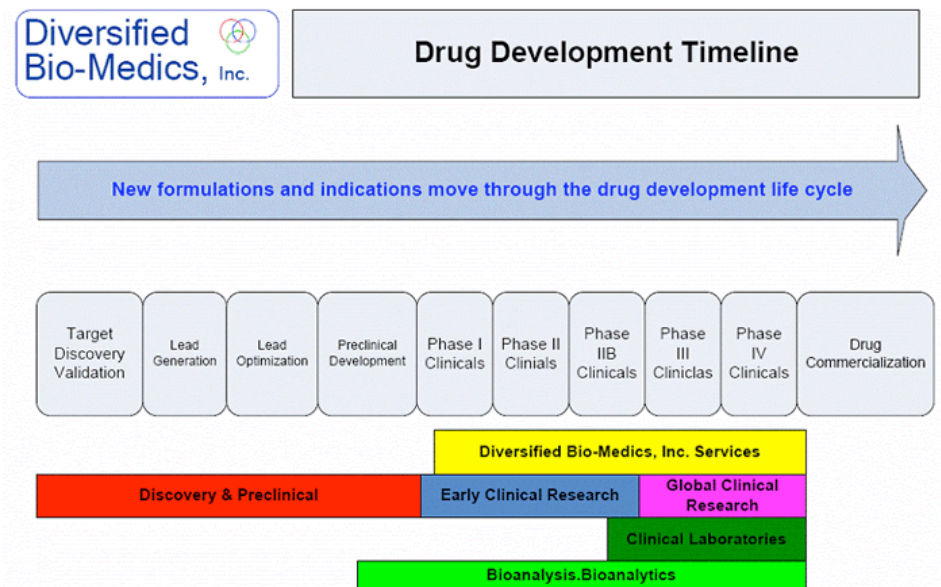 Diversified
Bio-Medics, Inc.
Drug Development Timeline
New formulations and indications move through the drug development life cycle
Target
Discovery
Validation
Lead
Generation
Lead
Optimization
Preclinical
Development
Phase I
Clinicals
Phase II
Clinials
Phase
IIB
Clinicals
Phase
III
Cliniclas
Phase
IV
Clinicals
Drug
Commercialization
Diversified Bio-Medics, Inc. Services
Discovery & Preclinical
Early Clinical Research
Global Clinical
Research
Clinical Laboratories
Bioanalysis.Bioanalytics